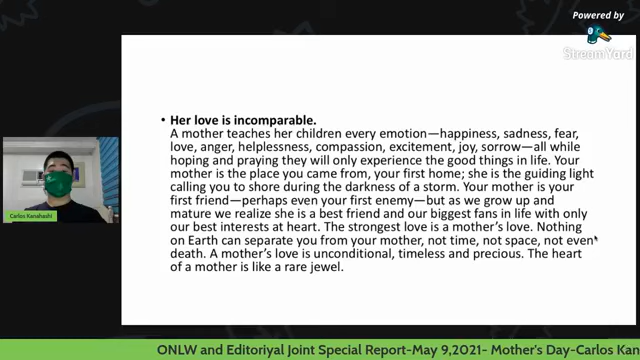 Powered by
StreamYard
• Her love is incomparable.
A mother teaches her children every emotion—happiness, sadness, fear,
love, anger, helplessness, compassion, excitement, joy, sorrow—all while
hoping and praying they will only experience the good things in life. Your
mother is the place you came from, your first home; she is the guiding light
calling you to shore during the darkness of a storm. Your mother is your
first friend—perhaps even your first enemy—but as we grow up and
mature we realize she is a best friend and our biggest fans in life with only
our best interests at heart. The strongest love is a mother's love. Nothing
on Earth can separate you from your mother, not time, not space, not even
death. A mother's love is unconditional, timeless and precious. The heart
of a mother is like a rare jewel.
Carlos Kanahashi
ONLW and Editoriyal Joint Special Report-May 9,2021- Mother's Day-Carlos Kan